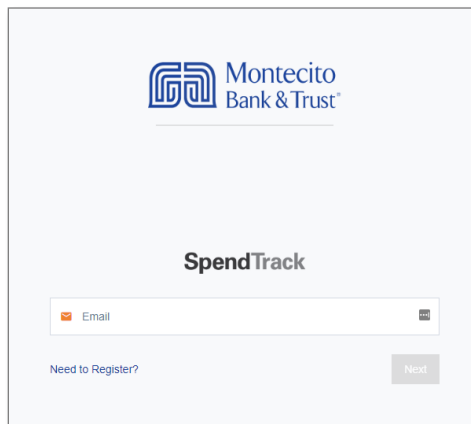 Montecito
Bank & Trust®
SpendTrack
Email
Need to Register?
Next